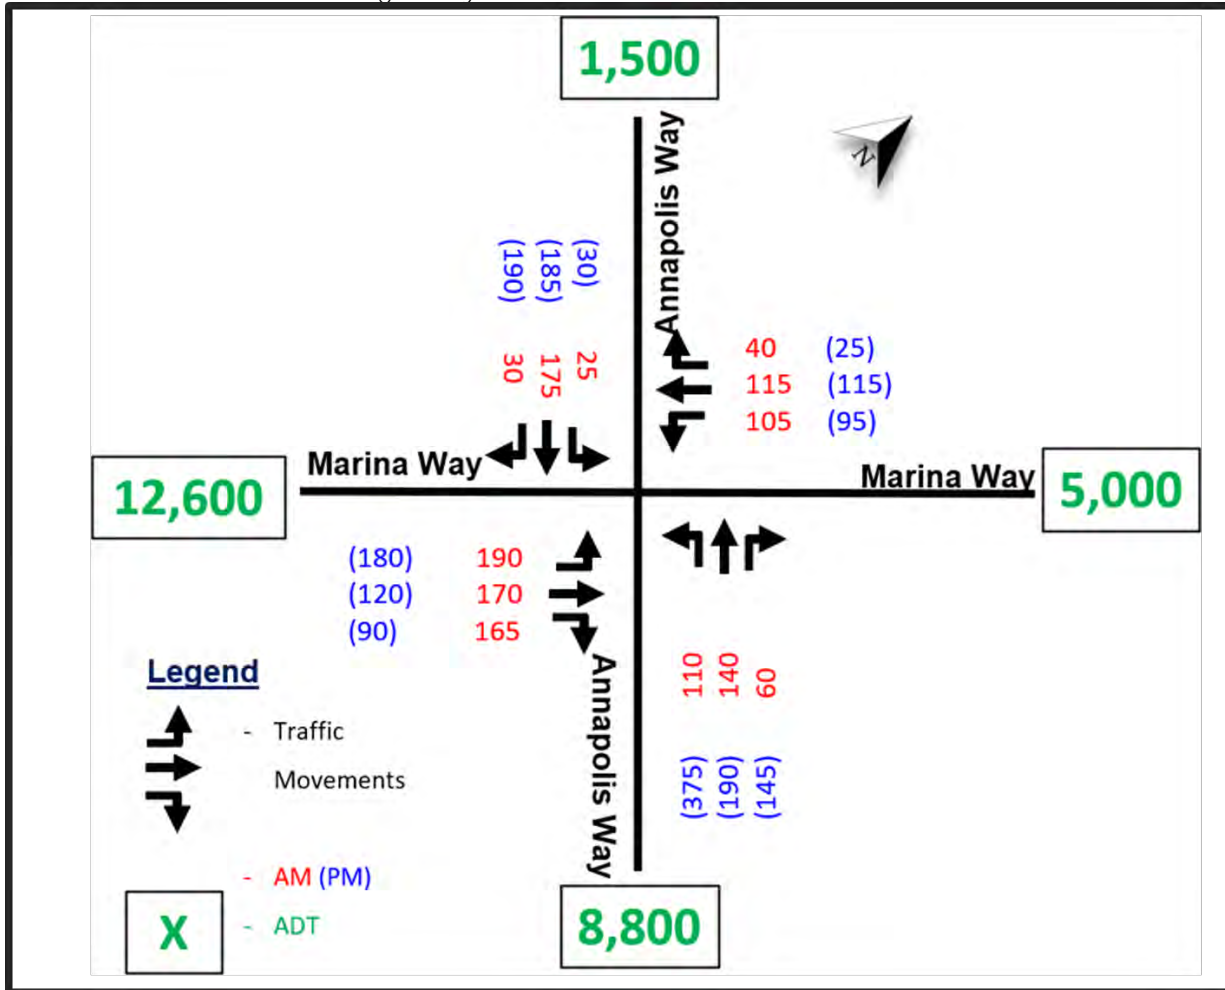 1,500
Annapolis Way
N
(190) (185) (30)
30 175 25
40 (25)
115 (115)
105 (95)
Marina Way
Marina Way
12,600
5,000
(180) 190
(120) 170
(90) 165
Annapolis Way
110 140 60
(375) (190) (145)
Legend
- Traffic
Movements
- AM (PM)
X - ADT
8,800